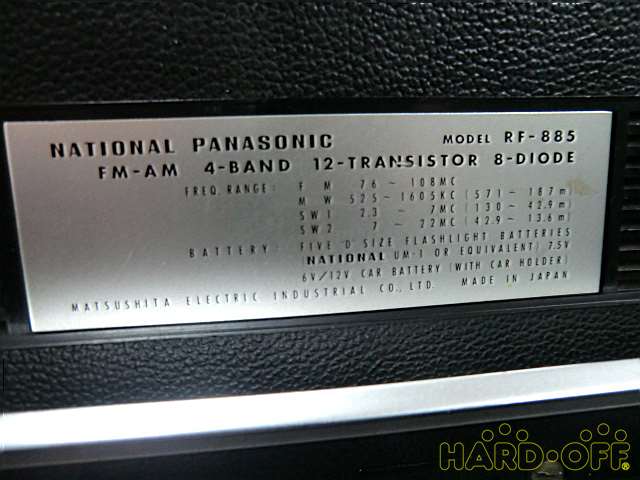 NATIONAL PANASONIC MODEL RF-885
FM-AM 4-BAND 12-TRANSISTOR 8-DIODE
FREQ. RANGE: F M 76 ~ 108MC
M W 525 ~ 1605KC (571 ~ 187m)
SW1 2.3 ~ 7MC (130 ~ 42.9m)
SW2 7 ~ 22MC (42.9 ~ 13.6m)
BATTERY: FIVE "D" SIZE FLASHLIGHT BATTERIES
(NATIONAL UM-1 OR EQUIVALENT) 7.5V
6V/12V CAR BATTERY (WITH CAR HOLDER)
MATSUSHITA ELECTRIC INDUSTRIAL CO., LTD. MADE IN JAPAN
HARD·OFF